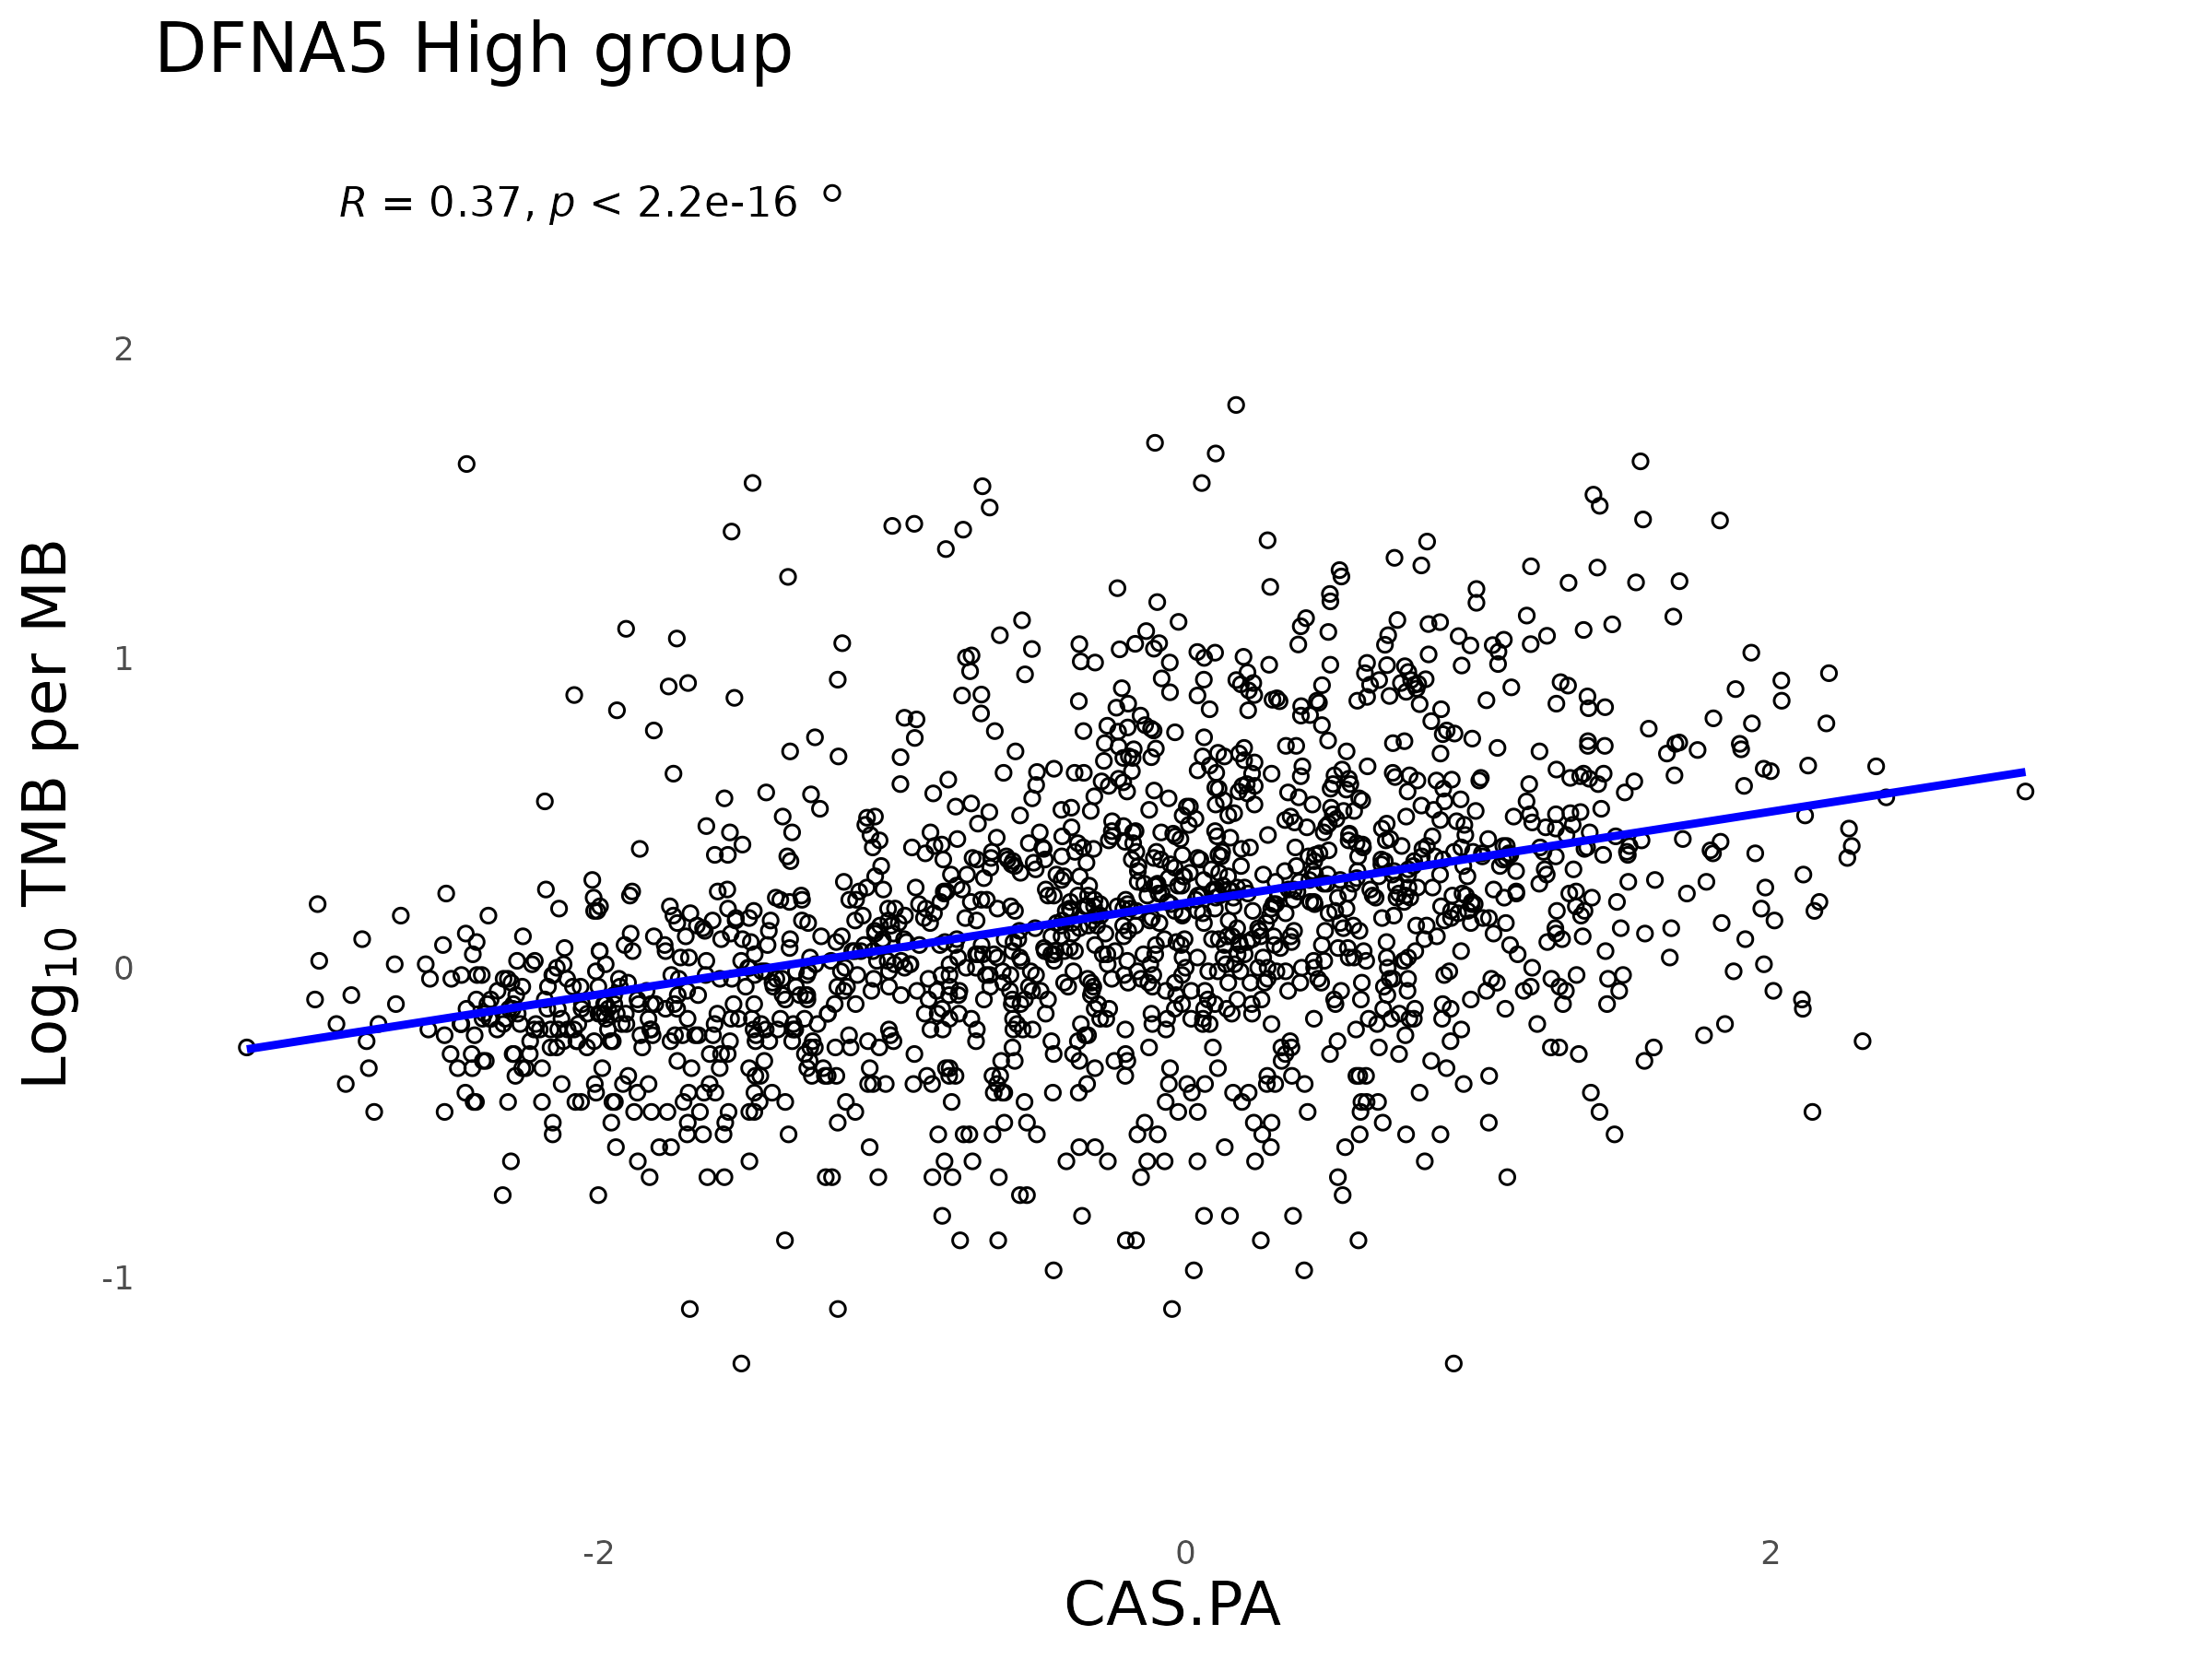 DFNA5 High group
R = 0.37, p < 2.2e-16
2
1
0
-1
Log10 TMB per MB
-2 0 2
CAS.PA